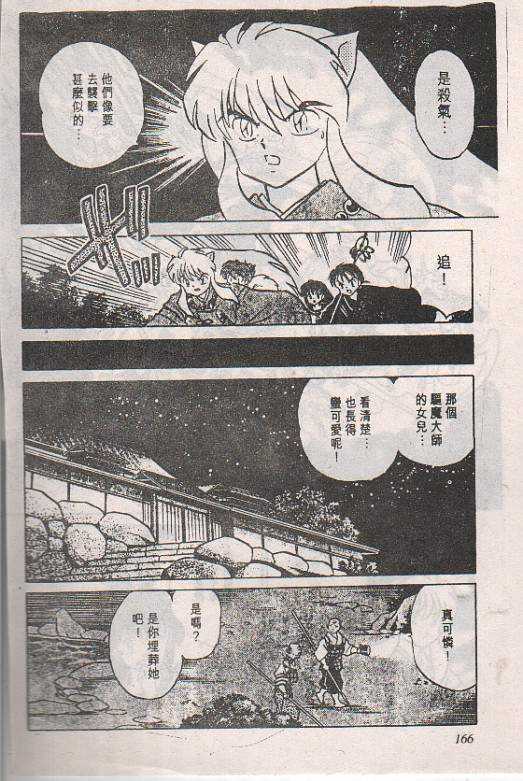 是殺氣…
他們像要
去襲擊
甚麼似的…
追！
那個
驅魔大師
的女兒…
看清楚…
也長得
蠻可愛呢！
真可憐！
是嗎？
是你埋葬她
吧！
166